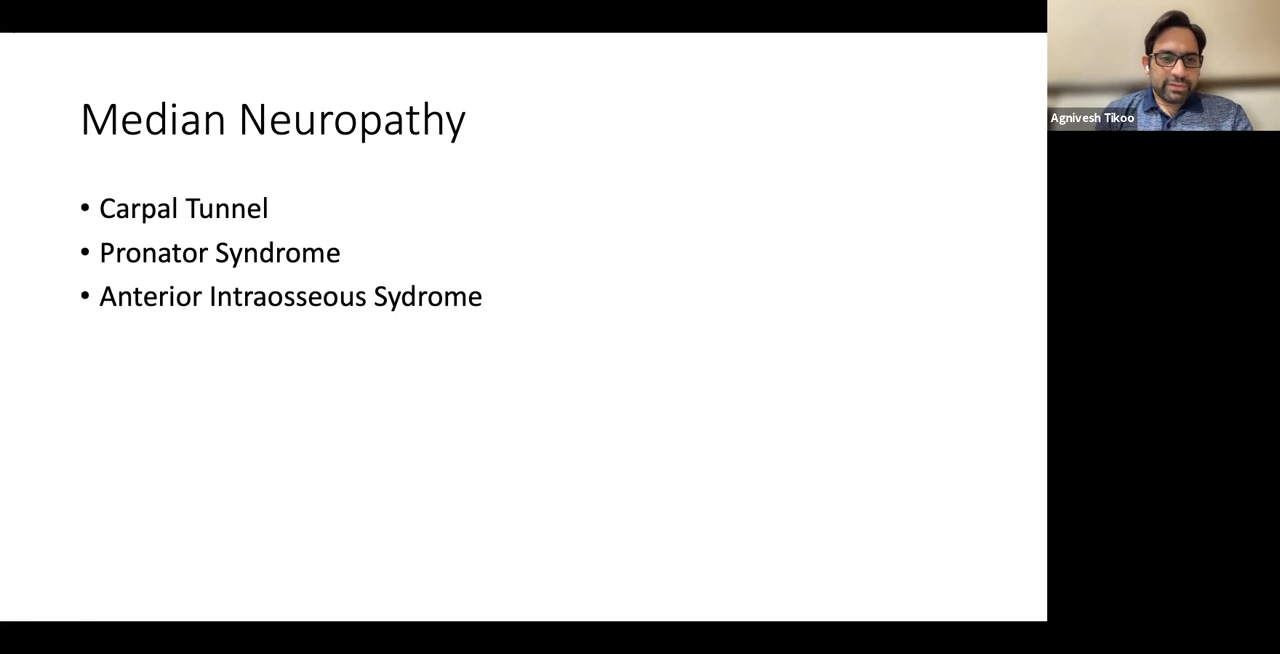 Median Neuropathy
• Carpal Tunnel
• Pronator Syndrome
• Anterior Intraosseous Sydrome
Agnivesh Tikoo